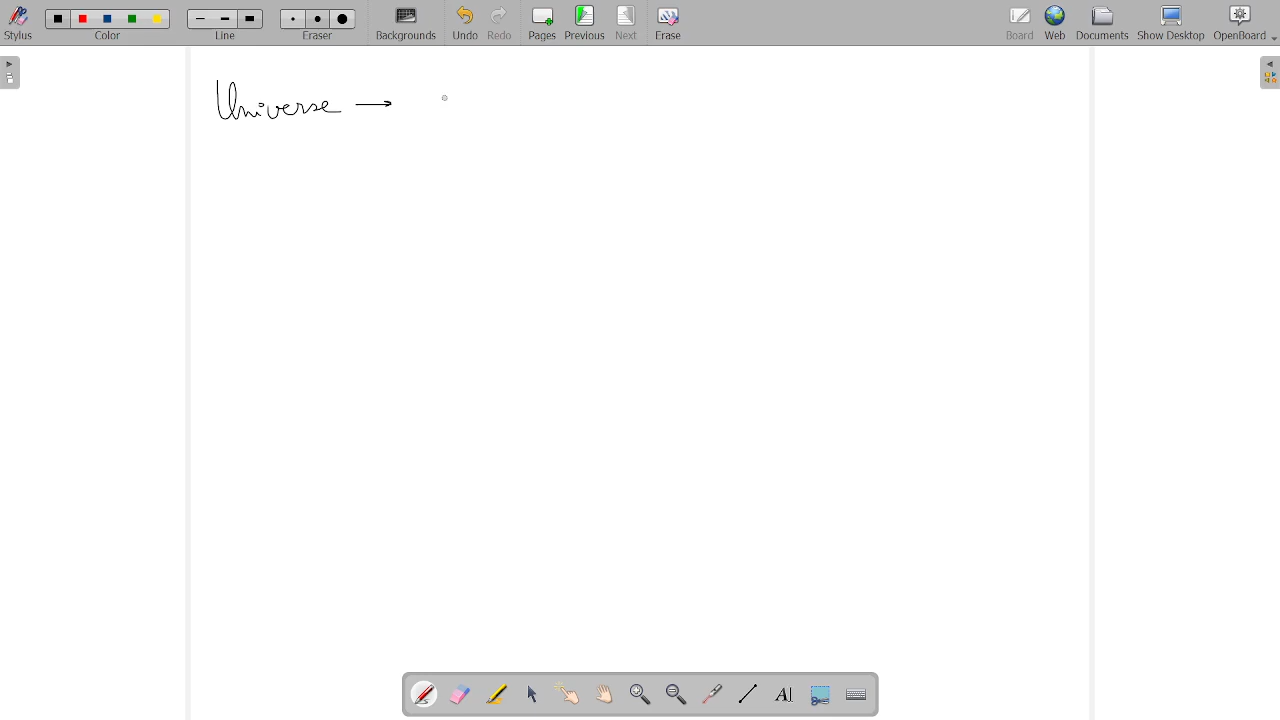 Stylus Color Line Eraser Backgrounds Undo Redo Pages Previous Next Erase Board Web Documents Show Desktop OpenBoard
Universe →